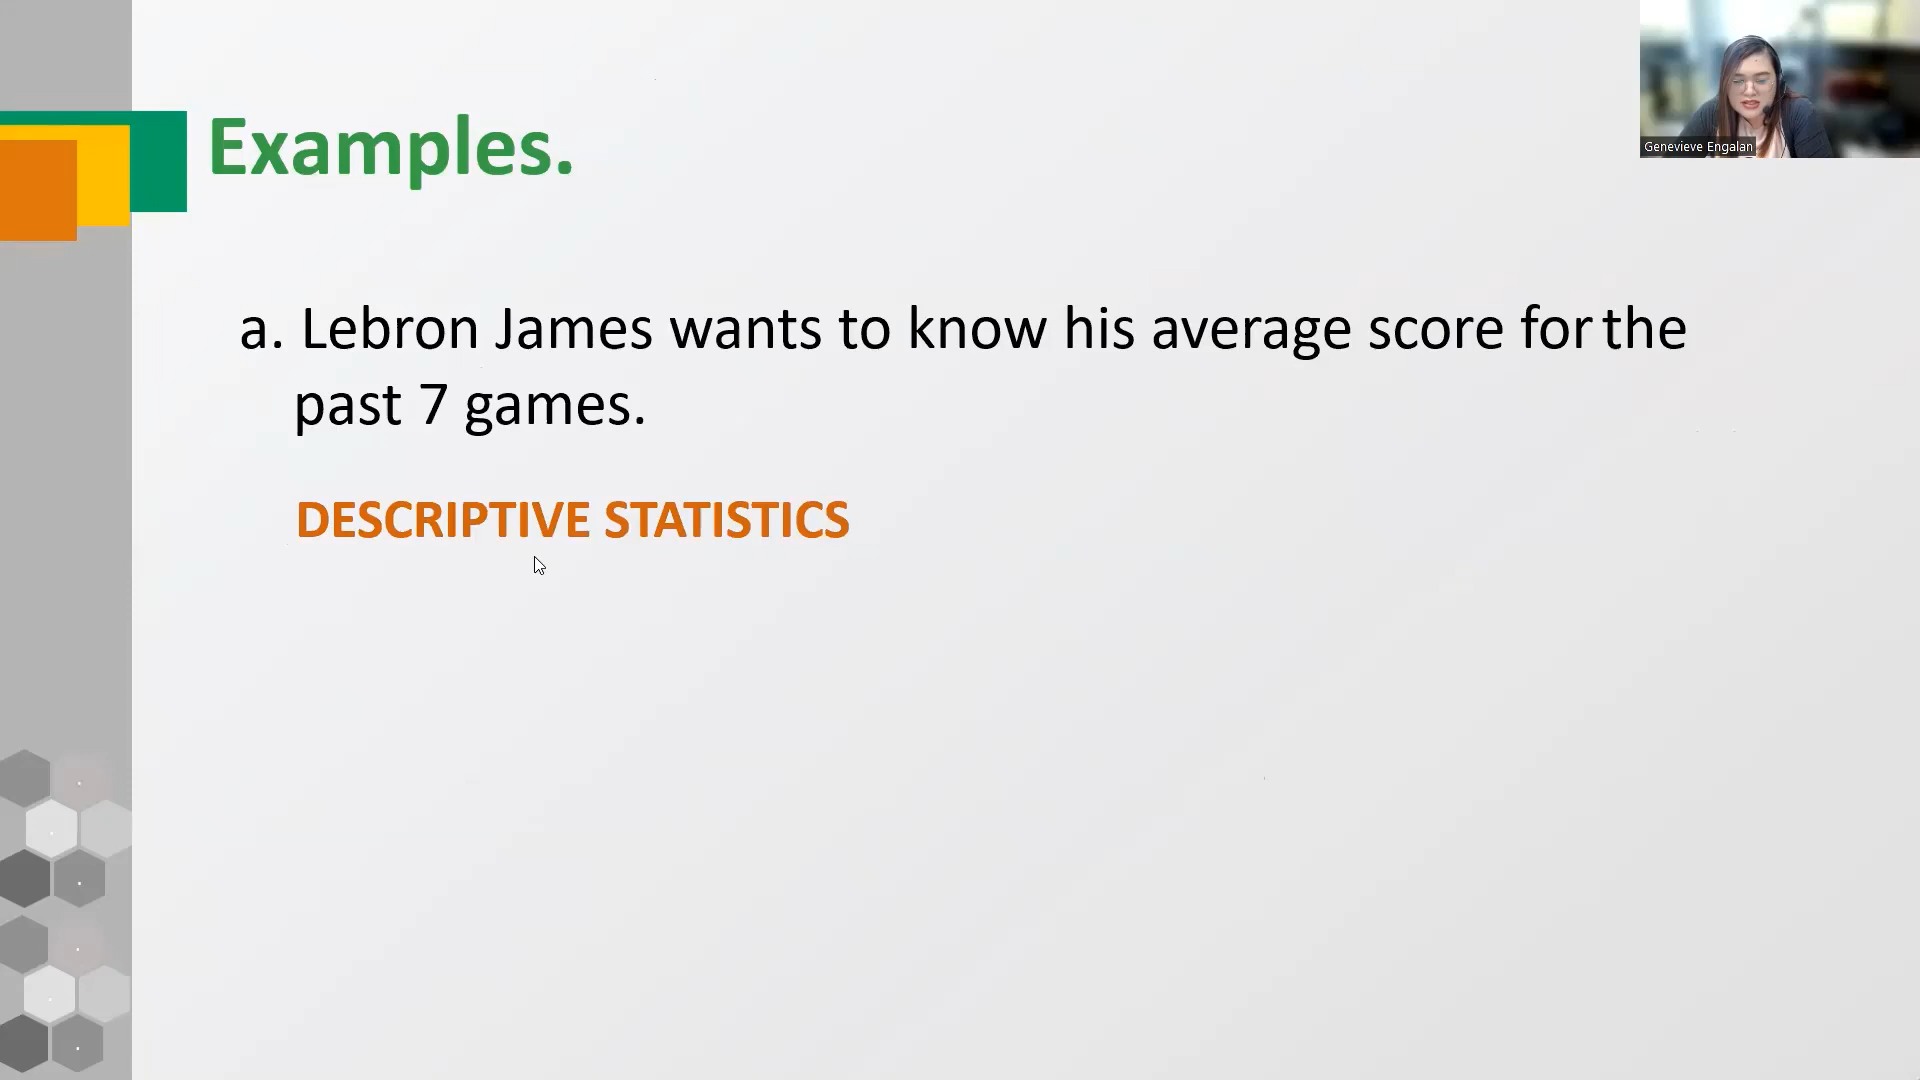 Genevieve Engalan
Examples.
a. Lebron James wants to know his average score for the
past 7 games.
DESCRIPTIVE STATISTICS